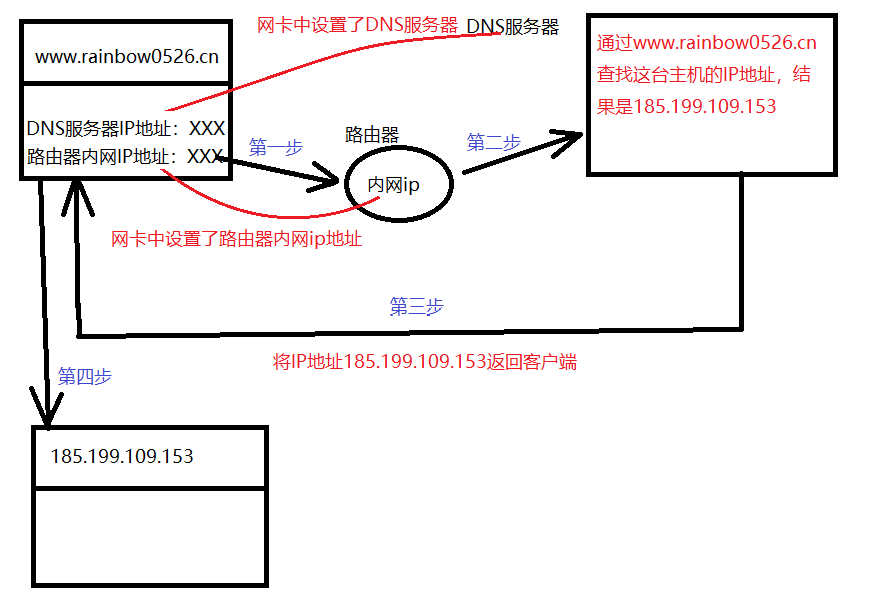 网卡中设置了DNS服务器
DNS服务器
www.rainbow0526.cn
DNS服务器IP地址：XXX
路由器内网IP地址：XXX
第一步
路由器
内网ip
第二步
通过www.rainbow0526.cn
查找这台主机的IP地址，结
果是185.199.109.153
网卡中设置了路由器内网ip地址
第三步
将IP地址185.199.109.153返回客户端
第四步
185.199.109.153